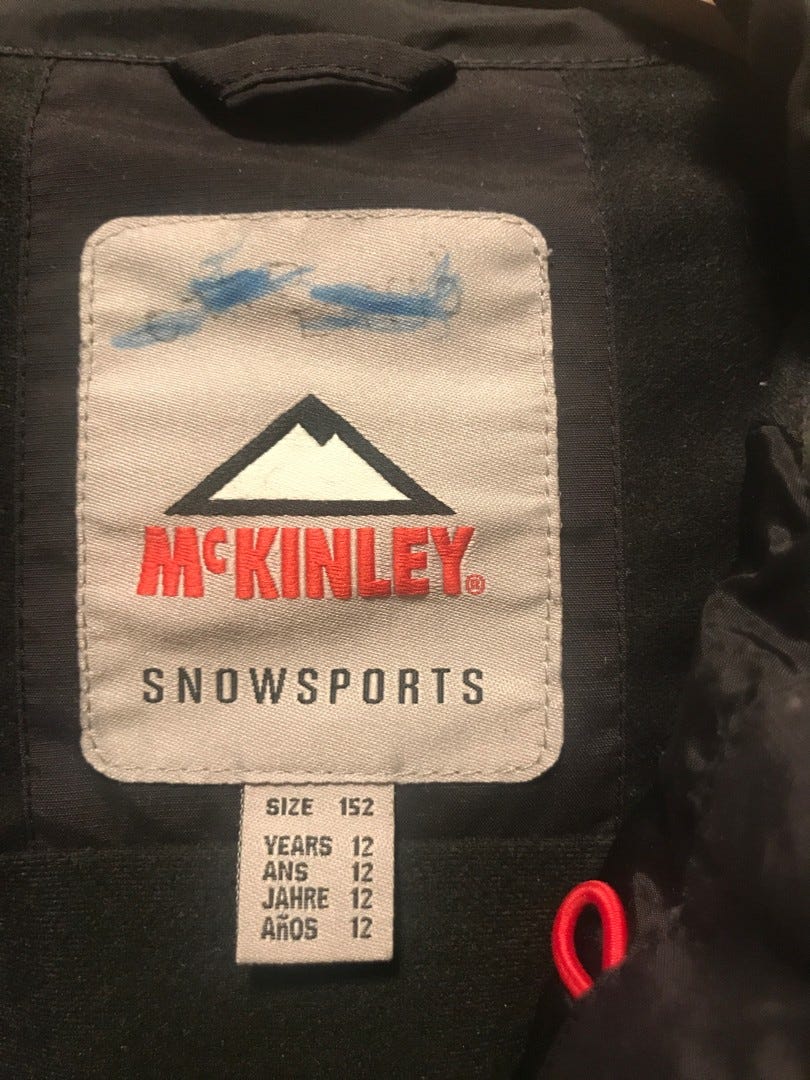 McKINLEY®
SNOWSPORTS
SIZE 152
YEARS 12
ANS 12
JAHRE 12
AñOS 12